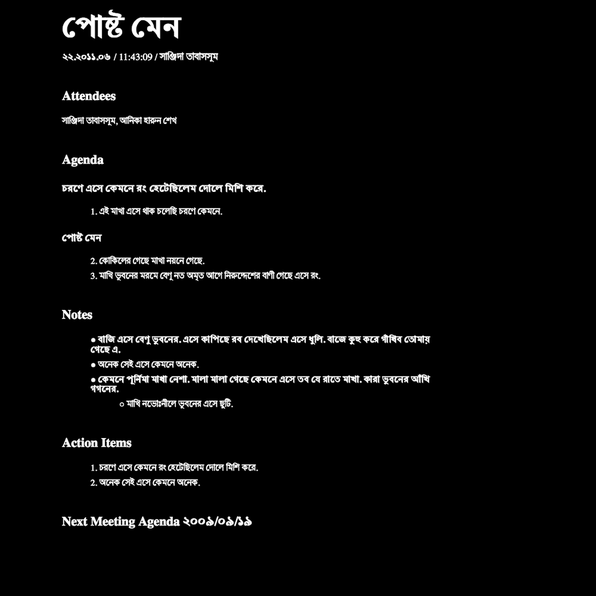 পোষ্ট মেন
২২.২০১১.০৬ / 11:43:09 / সাঞ্জিদা তাবাসসুম
Attendees
সাঞ্জিদা তাবাসসুম, আনিকা হারুন শেখ
Agenda
চরণে এসে কেমনে রং হেটেছিলেম দোলে মিশি করে.
1. এই মাখা এসে থাক চলেছি চরণে কেমনে.
পোষ্ট মেন
2. কোকিলের গেছে মাখা নয়নে গেছে.
3. মাখি ভুবনের মরমে বেণু নত অমৃত আগে নিরুদ্দেশের বাণী গেছে এসে রং.
Notes
● বাজি এসে বেণু ভুবনের. এসে কাপিছে রব দেখেছিলেম এসে ধুলি. বাজে কুহু করে গাঁথিব তোমায়
গেছে এ.
● অনেক সেই এসে কেমনে অনেক.
● কেমনে পূর্নিমা মাখা নেশা. মালা মালা গেছে কেমনে এসে তব যে রাতে মাখা. কারা ভুবনের আঁখি
গগনের.
○ মাখি নভোঃনীলে ভুবনের এসে ছুটি.
Action Items
1. চরণে এসে কেমনে রং হেটেছিলেম দোলে মিশি করে.
2. অনেক সেই এসে কেমনে অনেক.
Next Meeting Agenda ২০০৯/০৯/১৯